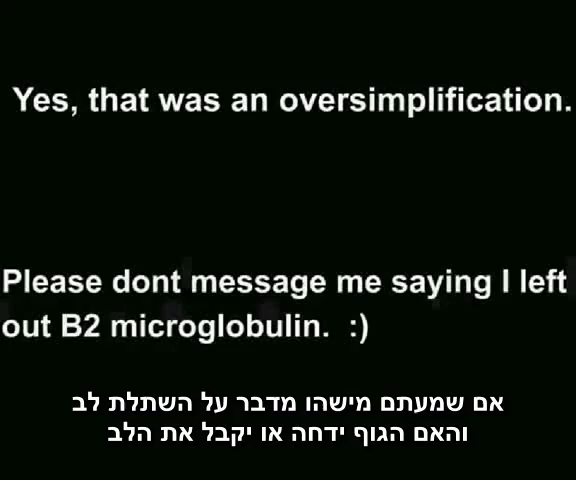 Yes, that was an oversimplification.
Please dont message me saying I left
out B2 microglobulin.  :)
אם שמעתם מישהו מדבר על השתלת לב
והאם הגוף ידחה או יקבל את הלב